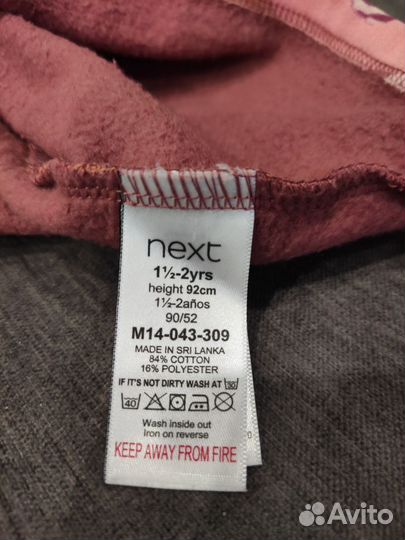 next
1½-2yrs
height 92cm
1½-2años
90/52
M14-043-309
MADE IN SRI LANKA
84% COTTON
16% POLYESTER
IF IT'S NOT DIRTY WASH AT 30
40
Wash inside out
Iron on reverse
KEEP AWAY FROM FIRE
Avito